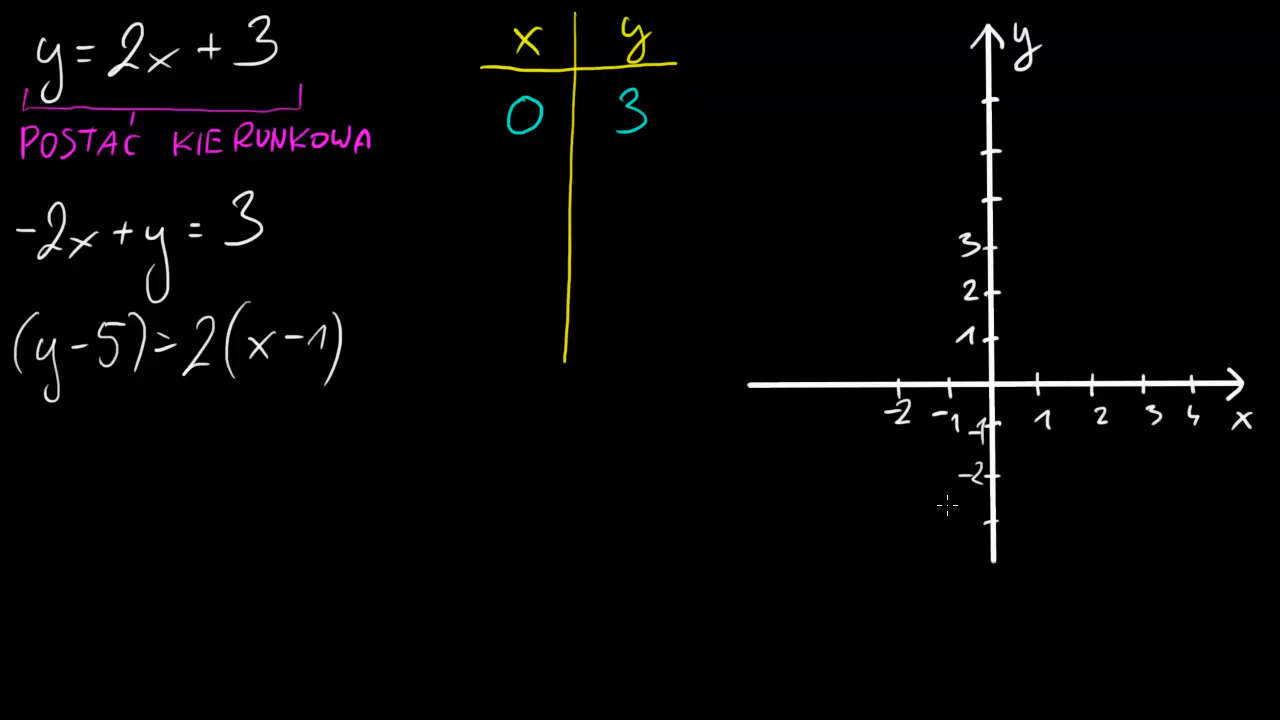 y = 2x + 3
POSTAĆ KIERUNKOWA
-2x + y = 3
(y - 5) = 2(x - 1)
x y
0 3
y
3
2
1
-2 -1 1 2 3 4 x
-1
-2